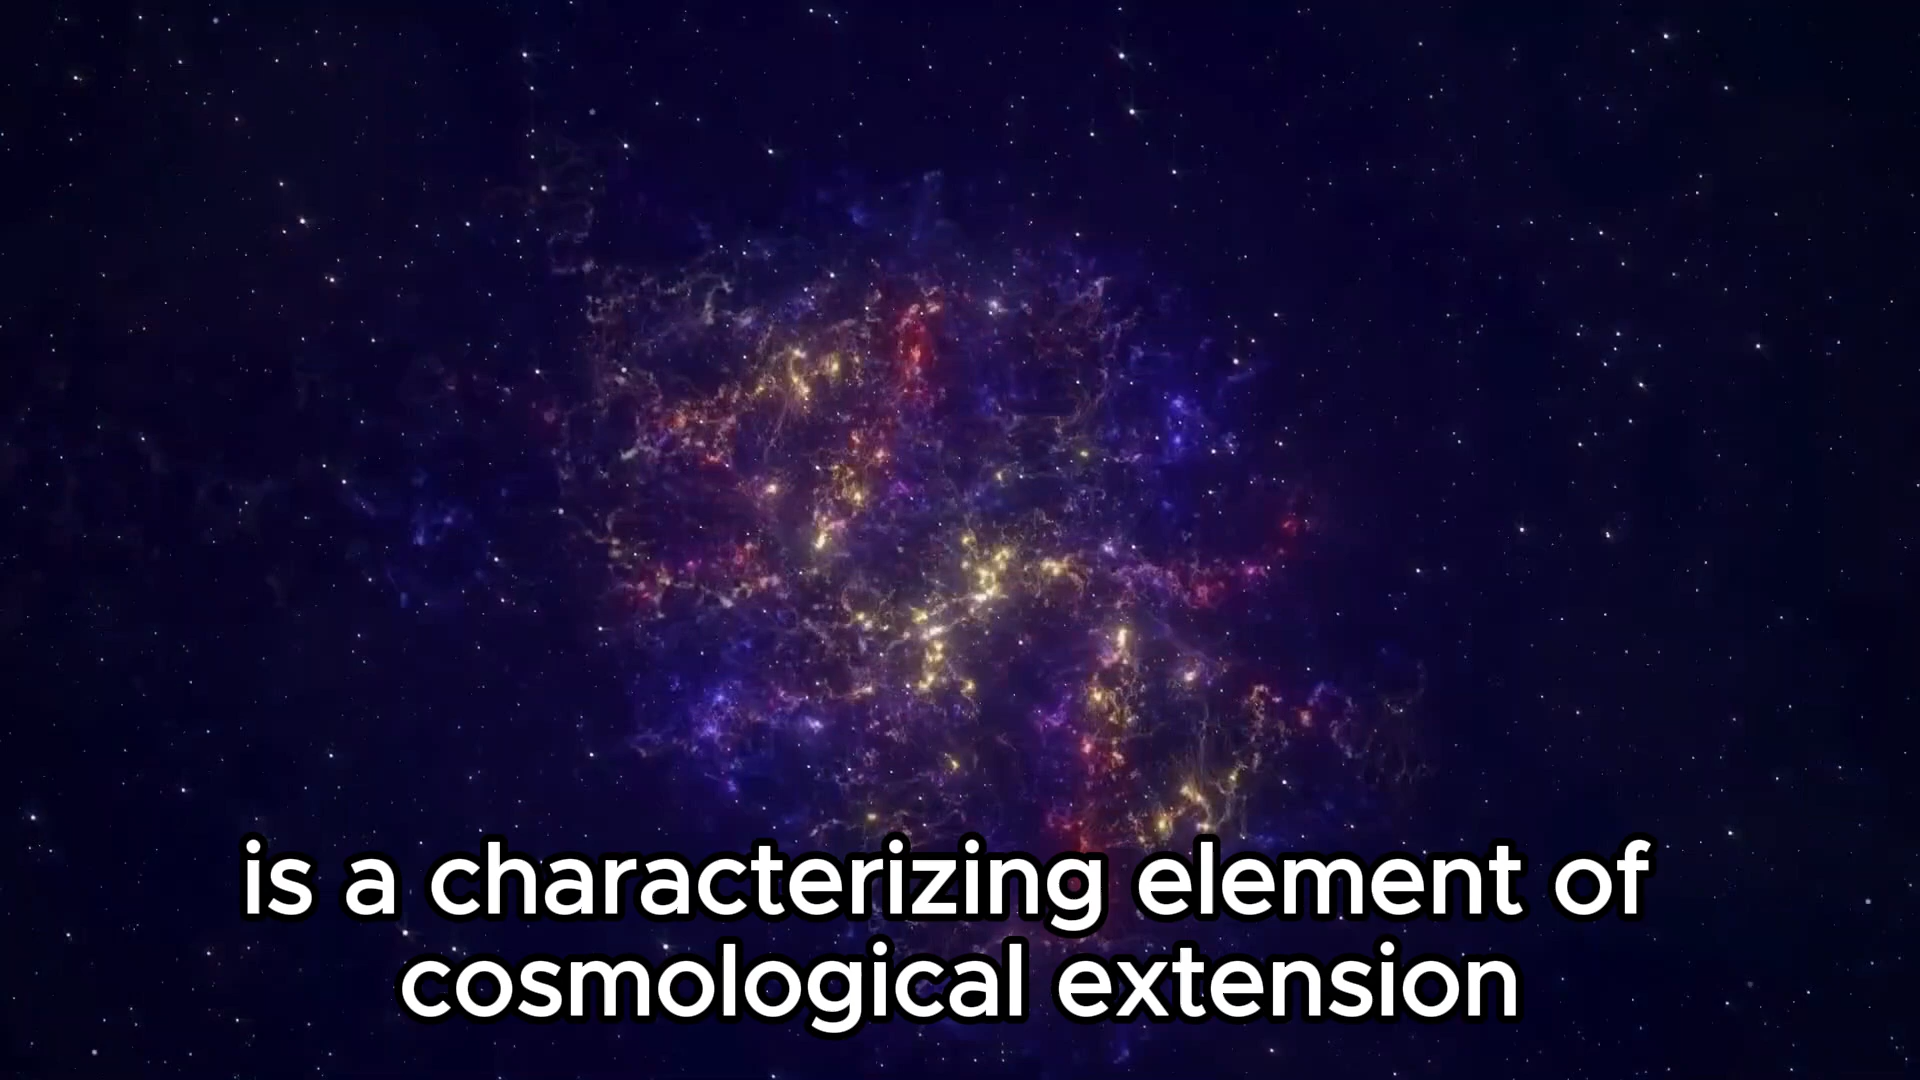 is a characterizing element of
cosmological extension